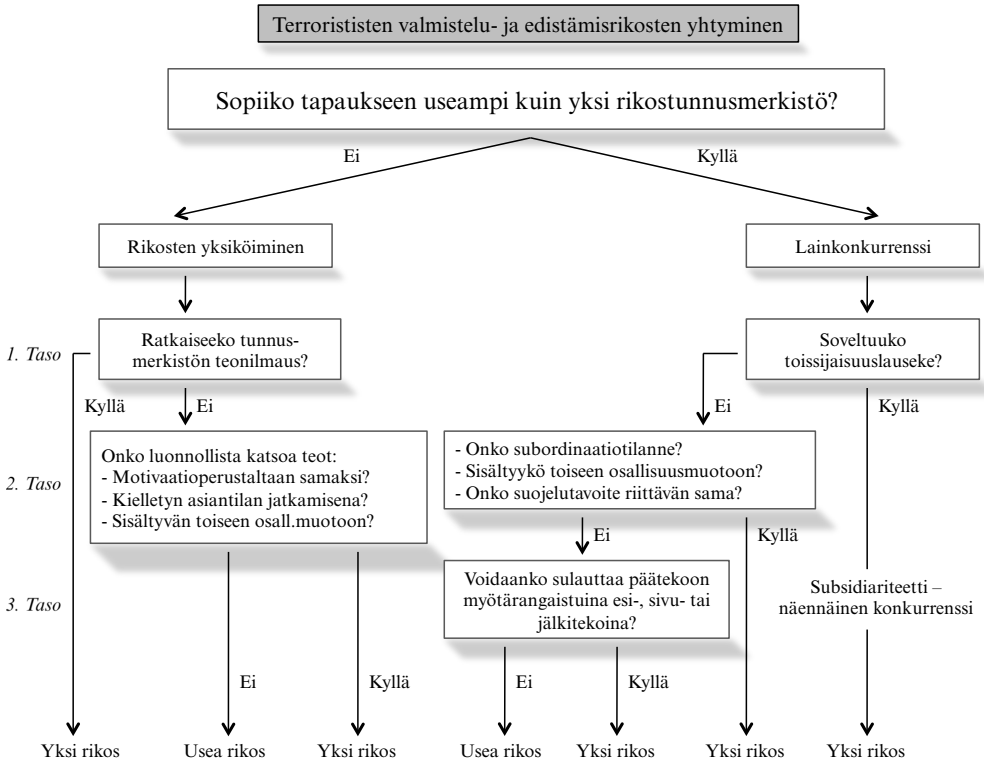 Terrorististen valmistelu- ja edistämisrikosten yhtyminen
Sopiiko tapaukseen useampi kuin yksi rikostunnusmerkistö?
Ei
Kyllä
Rikosten yksiköiminen
Lainkonkurrenssi
1. Taso
Ratkaiseeko tunnus-
merkistön teonilmaus?
Soveltuuko
toissijaisuuslauseke?
Kyllä
Ei
Ei
Kyllä
2. Taso
Onko luonnollista katsoa teot:
- Motivaatioperustaltaan samaksi?
- Kielletyn asiantilan jatkamisena?
- Sisältyvän toiseen osall.muotoon?
- Onko subordinaatiotilanne?
- Sisältyykö toiseen osallisuusmuotoon?
- Onko suojelutavoite riittävän sama?
Ei
Kyllä
3. Taso
Voidaanko sulauttaa päätekoon
myötärangaistuina esi-, sivu- tai
jälkitekoina?
Subsidiariteetti –
näennäinen konkurrenssi
Ei
Kyllä
Ei
Kyllä
Yksi rikos
Usea rikos
Yksi rikos
Usea rikos
Yksi rikos
Yksi rikos
Yksi rikos